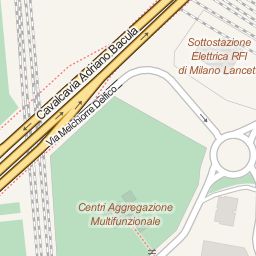 Cavalcavia Adriano Bacula
Via Melchiorre Delfico
Sottostazione
Elettrica RFI
di Milano Lancet
Centri Aggregazione
Multifunzionale